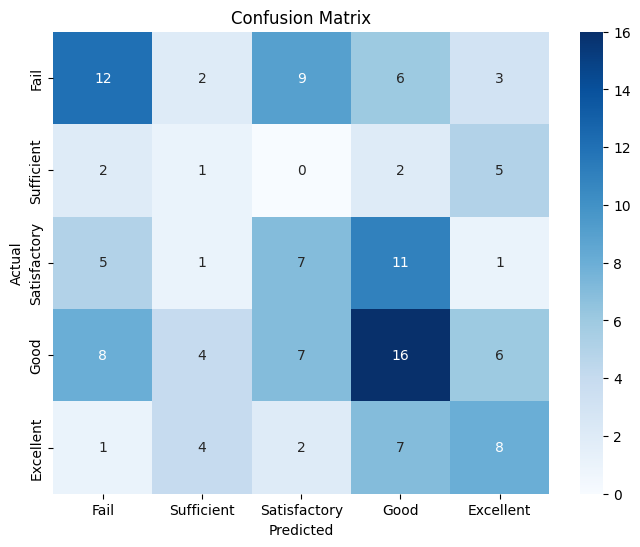 Confusion Matrix
Actual
Fail 12 2 9 6 3
Sufficient 2 1 0 2 5
Satisfactory 5 1 7 11 1
Good 8 4 7 16 6
Excellent 1 4 2 7 8
Fail Sufficient Satisfactory Good Excellent
Predicted
16
14
12
10
8
6
4
2
0